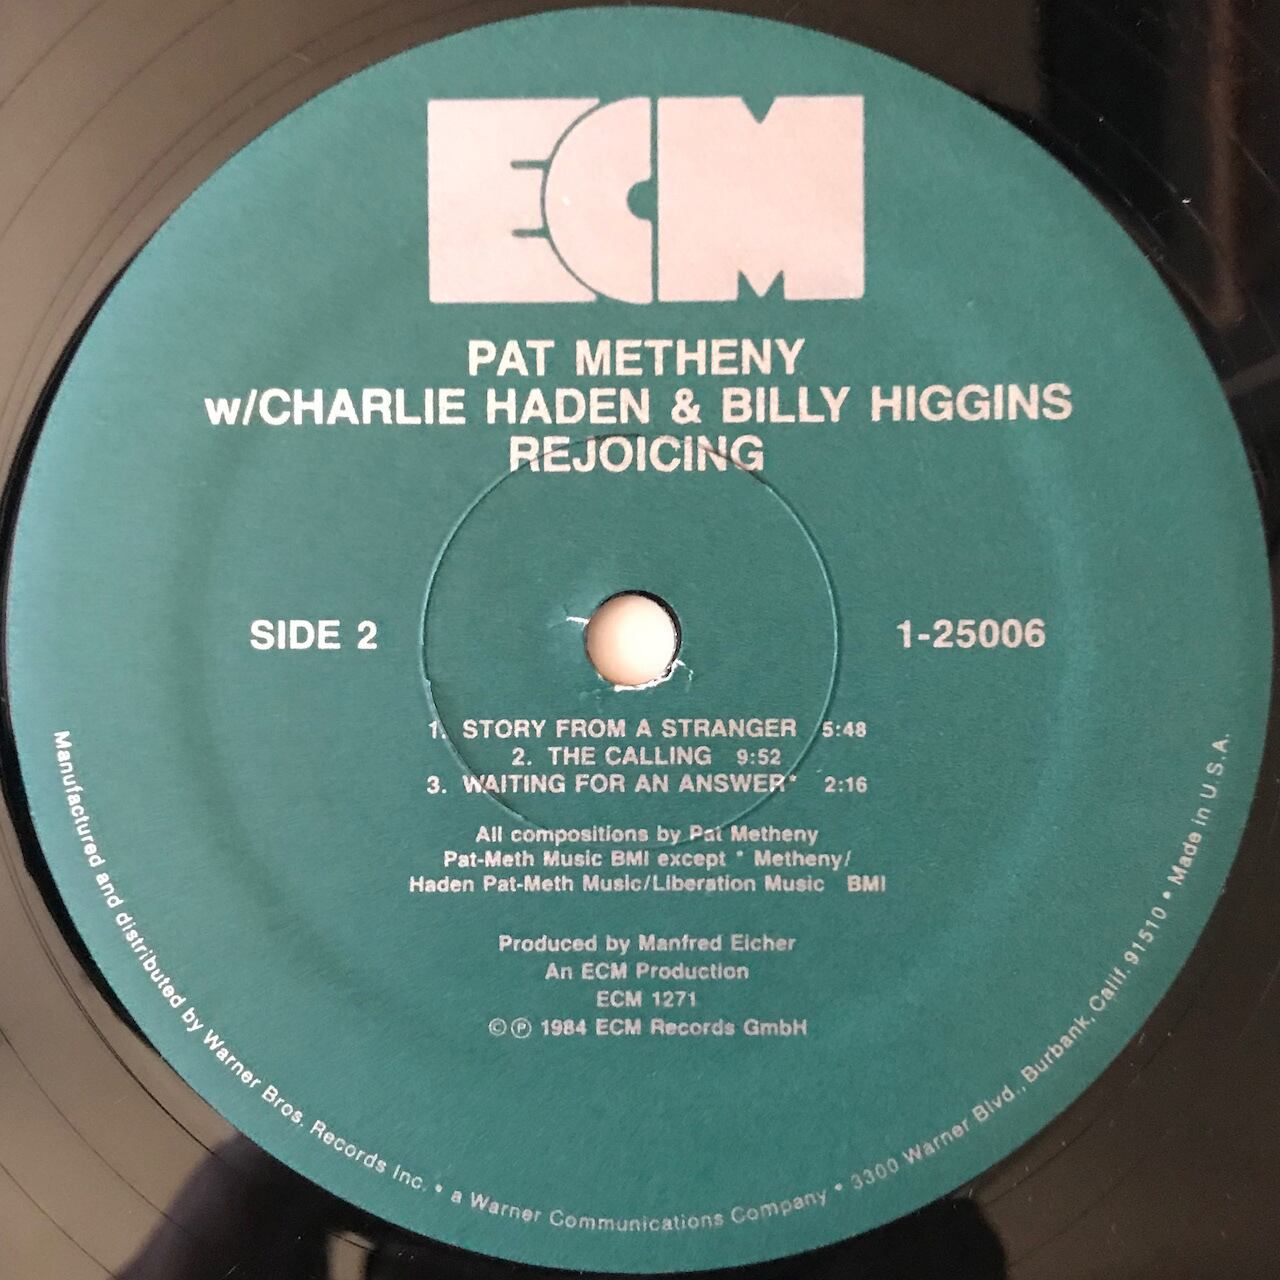 ECM
PAT METHENY
w/CHARLIE HADEN & BILLY HIGGINS
REJOICING
SIDE 2
1-25006
1. STORY FROM A STRANGER 5:48
2. THE CALLING 9:52
3. WAITING FOR AN ANSWER* 2:16
All compositions by Pat Metheny
Pat-Meth Music BMI except * Metheny/
Haden Pat-Meth Music/Liberation Music BMI
Produced by Manfred Eicher
An ECM Production
ECM 1271
©℗ 1984 ECM Records GmbH
Manufactured and distributed by Warner Bros. Records Inc. • a Warner Communications Company • 3300 Warner Blvd., Burbank, Calif. 91510 • Made in U.S.A.